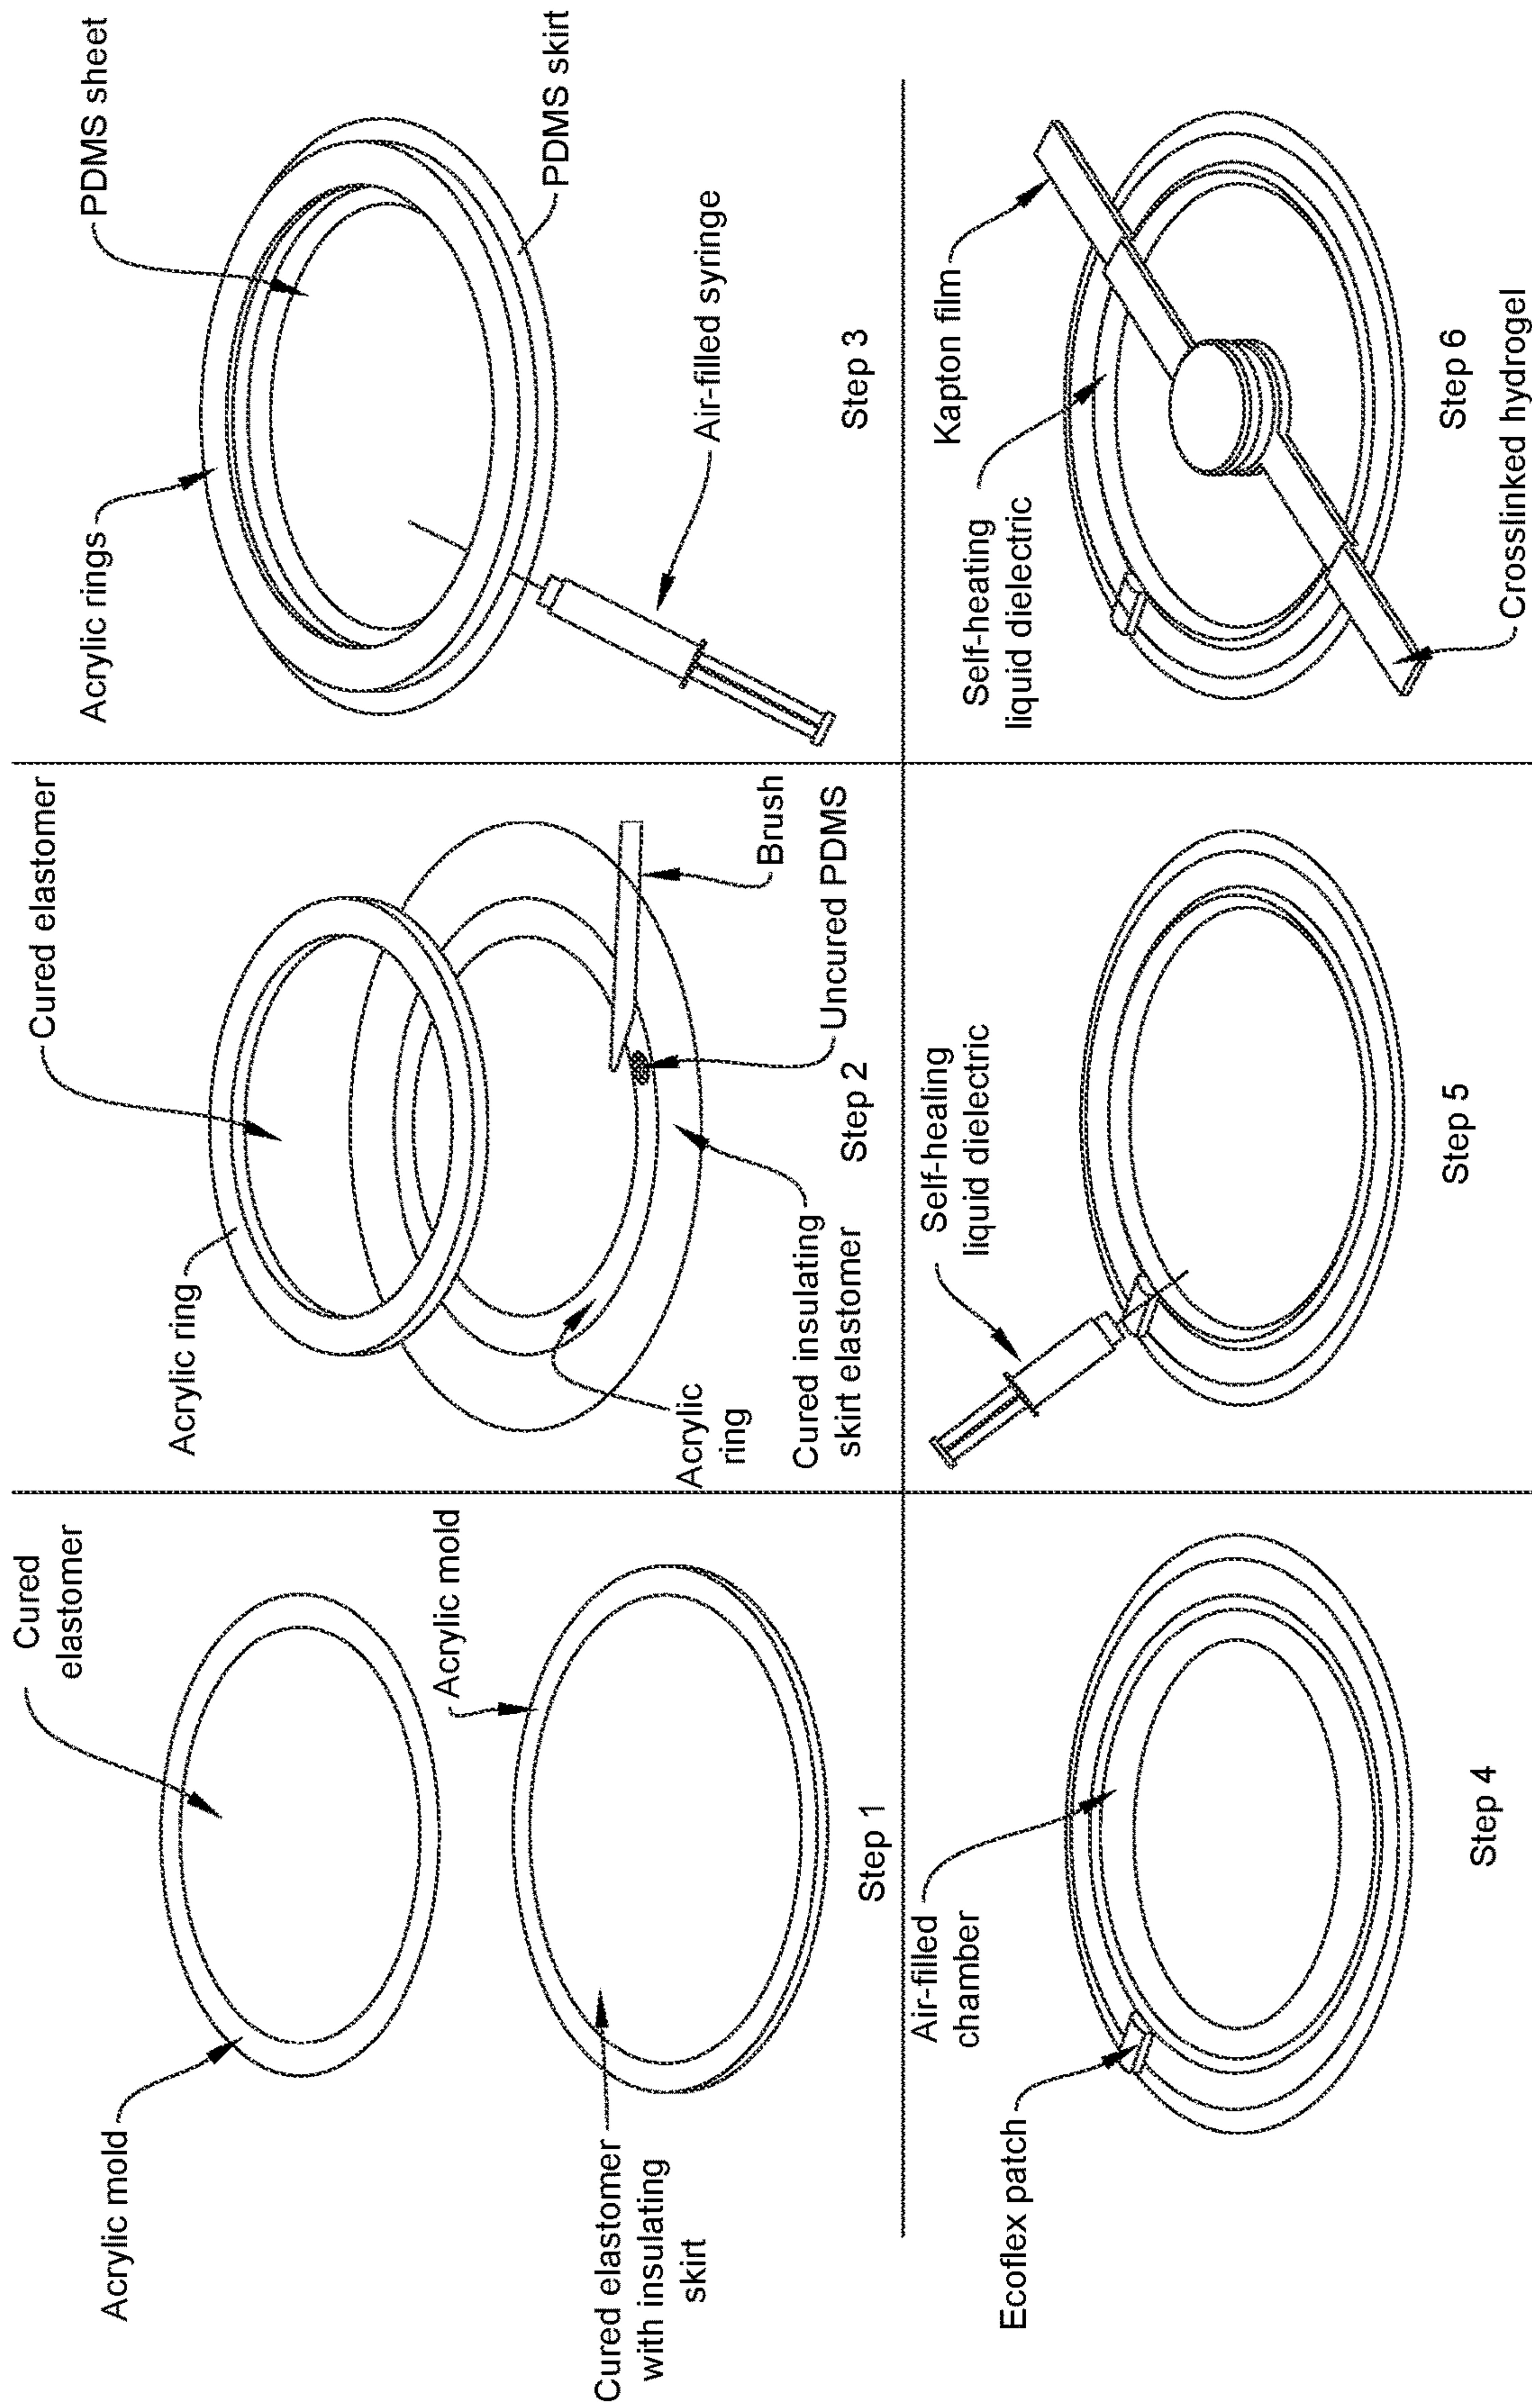 Cured
elastomer
Acrylic mold
Acrylic mold
Cured elastomer
with insulating
skirt
Step 1
Cured elastomer
Acrylic ring
Acrylic
ring
Brush
Uncured PDMS
Cured insulating
skirt elastomer
Step 2
PDMS sheet
Acrylic rings
PDMS skirt
Air-filled syringe
Step 3
Air-filled
chamber
Ecoflex patch
Step 4
Self-healing
liquid dielectric
Step 5
Kapton film
Self-heating
liquid dielectric
Step 6
Crosslinked hydrogel